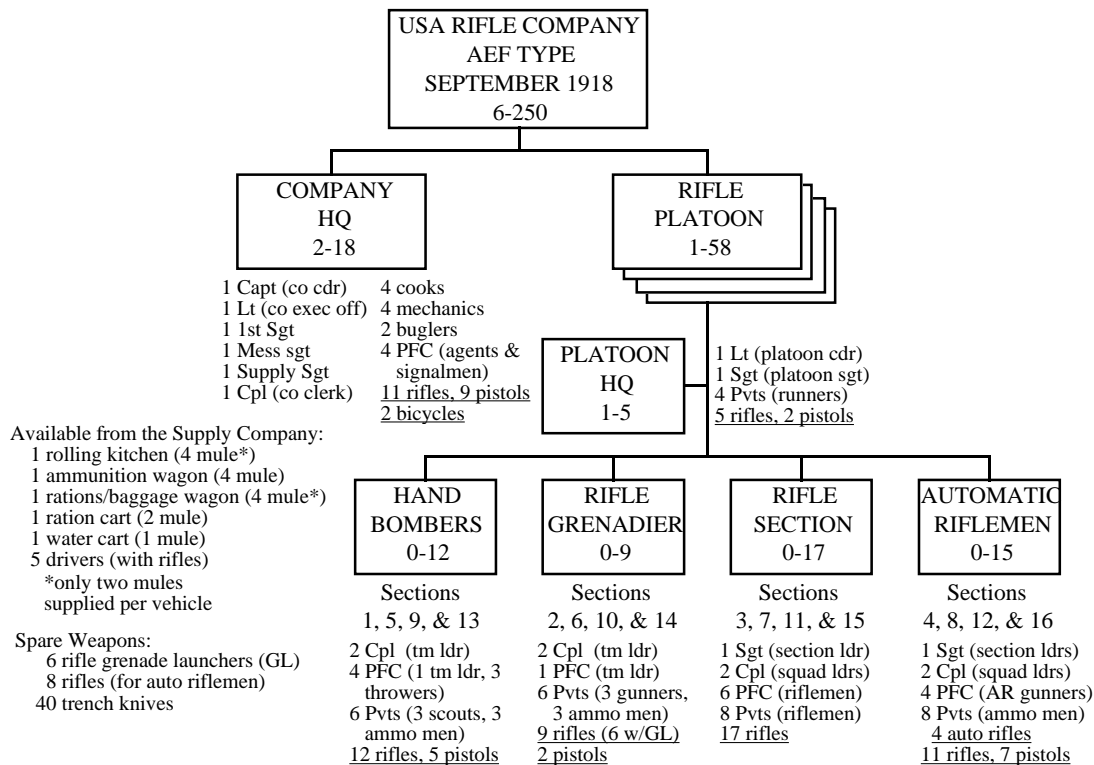 USA RIFLE COMPANY
AEF TYPE
SEPTEMBER 1918
6-250
COMPANY
HQ
2-18
RIFLE
PLATOON
1-58
1 Capt (co cdr)
1 Lt (co exec off)
1 1st Sgt
1 Mess sgt
1 Supply Sgt
1 Cpl (co clerk)
4 cooks
4 mechanics
2 buglers
4 PFC (agents &
signalmen)
11 rifles, 9 pistols
2 bicycles
PLATOON
HQ
1-5
1 Lt (platoon cdr)
1 Sgt (platoon sgt)
4 Pvts (runners)
5 rifles, 2 pistols
Available from the Supply Company:
1 rolling kitchen (4 mule*)
1 ammunition wagon (4 mule)
1 rations/baggage wagon (4 mule*)
1 ration cart (2 mule)
1 water cart (1 mule)
5 drivers (with rifles)
*only two mules
supplied per vehicle
Spare Weapons:
6 rifle grenade launchers (GL)
8 rifles (for auto riflemen)
40 trench knives
HAND
BOMBERS
0-12
Sections
1, 5, 9, & 13
2 Cpl (tm ldr)
4 PFC (1 tm ldr, 3
throwers)
6 Pvts (3 scouts, 3
ammo men)
12 rifles, 5 pistols
RIFLE
GRENADIER
0-9
Sections
2, 6, 10, & 14
2 Cpl (tm ldr)
1 PFC (tm ldr)
6 Pvts (3 gunners,
3 ammo men)
9 rifles (6 w/GL)
2 pistols
RIFLE
SECTION
0-17
Sections
3, 7, 11, & 15
1 Sgt (section ldr)
2 Cpl (squad ldrs)
6 PFC (riflemen)
8 Pvts (riflemen)
17 rifles
AUTOMATIC
RIFLEMEN
0-15
Sections
4, 8, 12, & 16
1 Sgt (section ldrs)
2 Cpl (squad ldrs)
4 PFC (AR gunners)
8 Pvts (ammo men)
4 auto rifles
11 rifles, 7 pistols